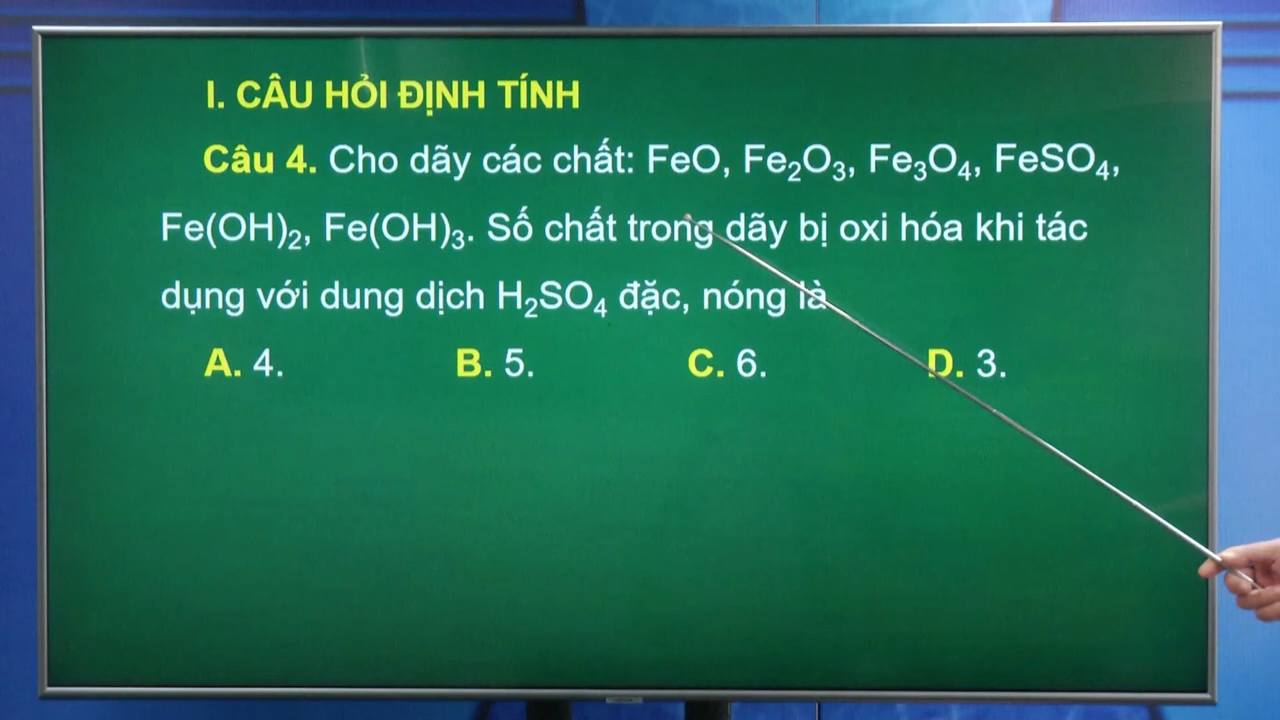 I. CÂU HỎI ĐỊNH TÍNH
Câu 4. Cho dãy các chất: FeO, Fe₂O₃, Fe₃O₄, FeSO₄,
Fe(OH)₂, Fe(OH)₃. Số chất trong dãy bị oxi hóa khi tác
dụng với dung dịch H₂SO₄ đặc, nóng là
A. 4. B. 5. C. 6. D. 3.